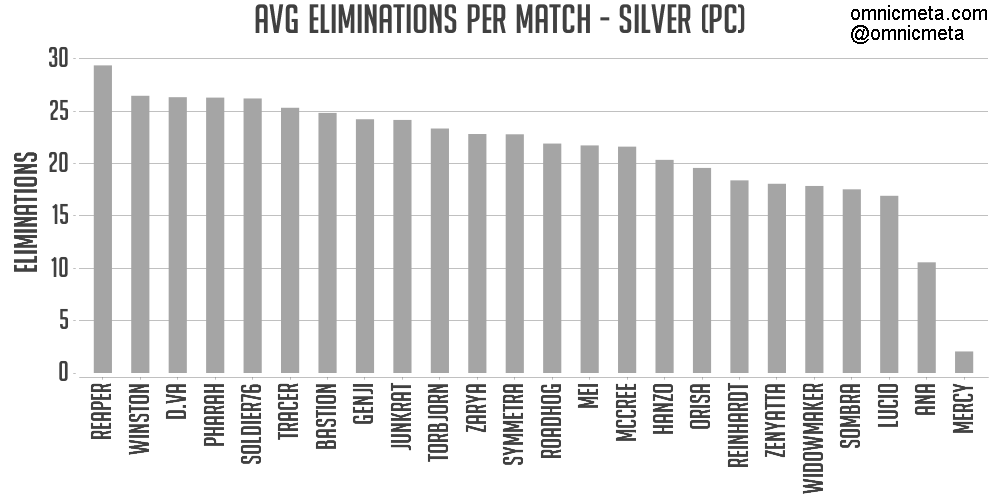 AVG ELIMINATIONS PER MATCH - SILVER (PC)
omnicmeta.com
@omnicmeta
ELIMINATIONS
30
25
20
15
10
5
0
REAPER
WINSTON
D.VA
PHARAH
SOLDIER76
TRACER
BASTION
GENJI
JUNKRAT
TORBJORN
ZARYA
SYMMETRA
ROADHOG
MEI
MCCREE
HANZO
ORISA
REINHARDT
ZENYATTA
WIDOWMAKER
SOMBRA
LUCIO
ANA
MERCY